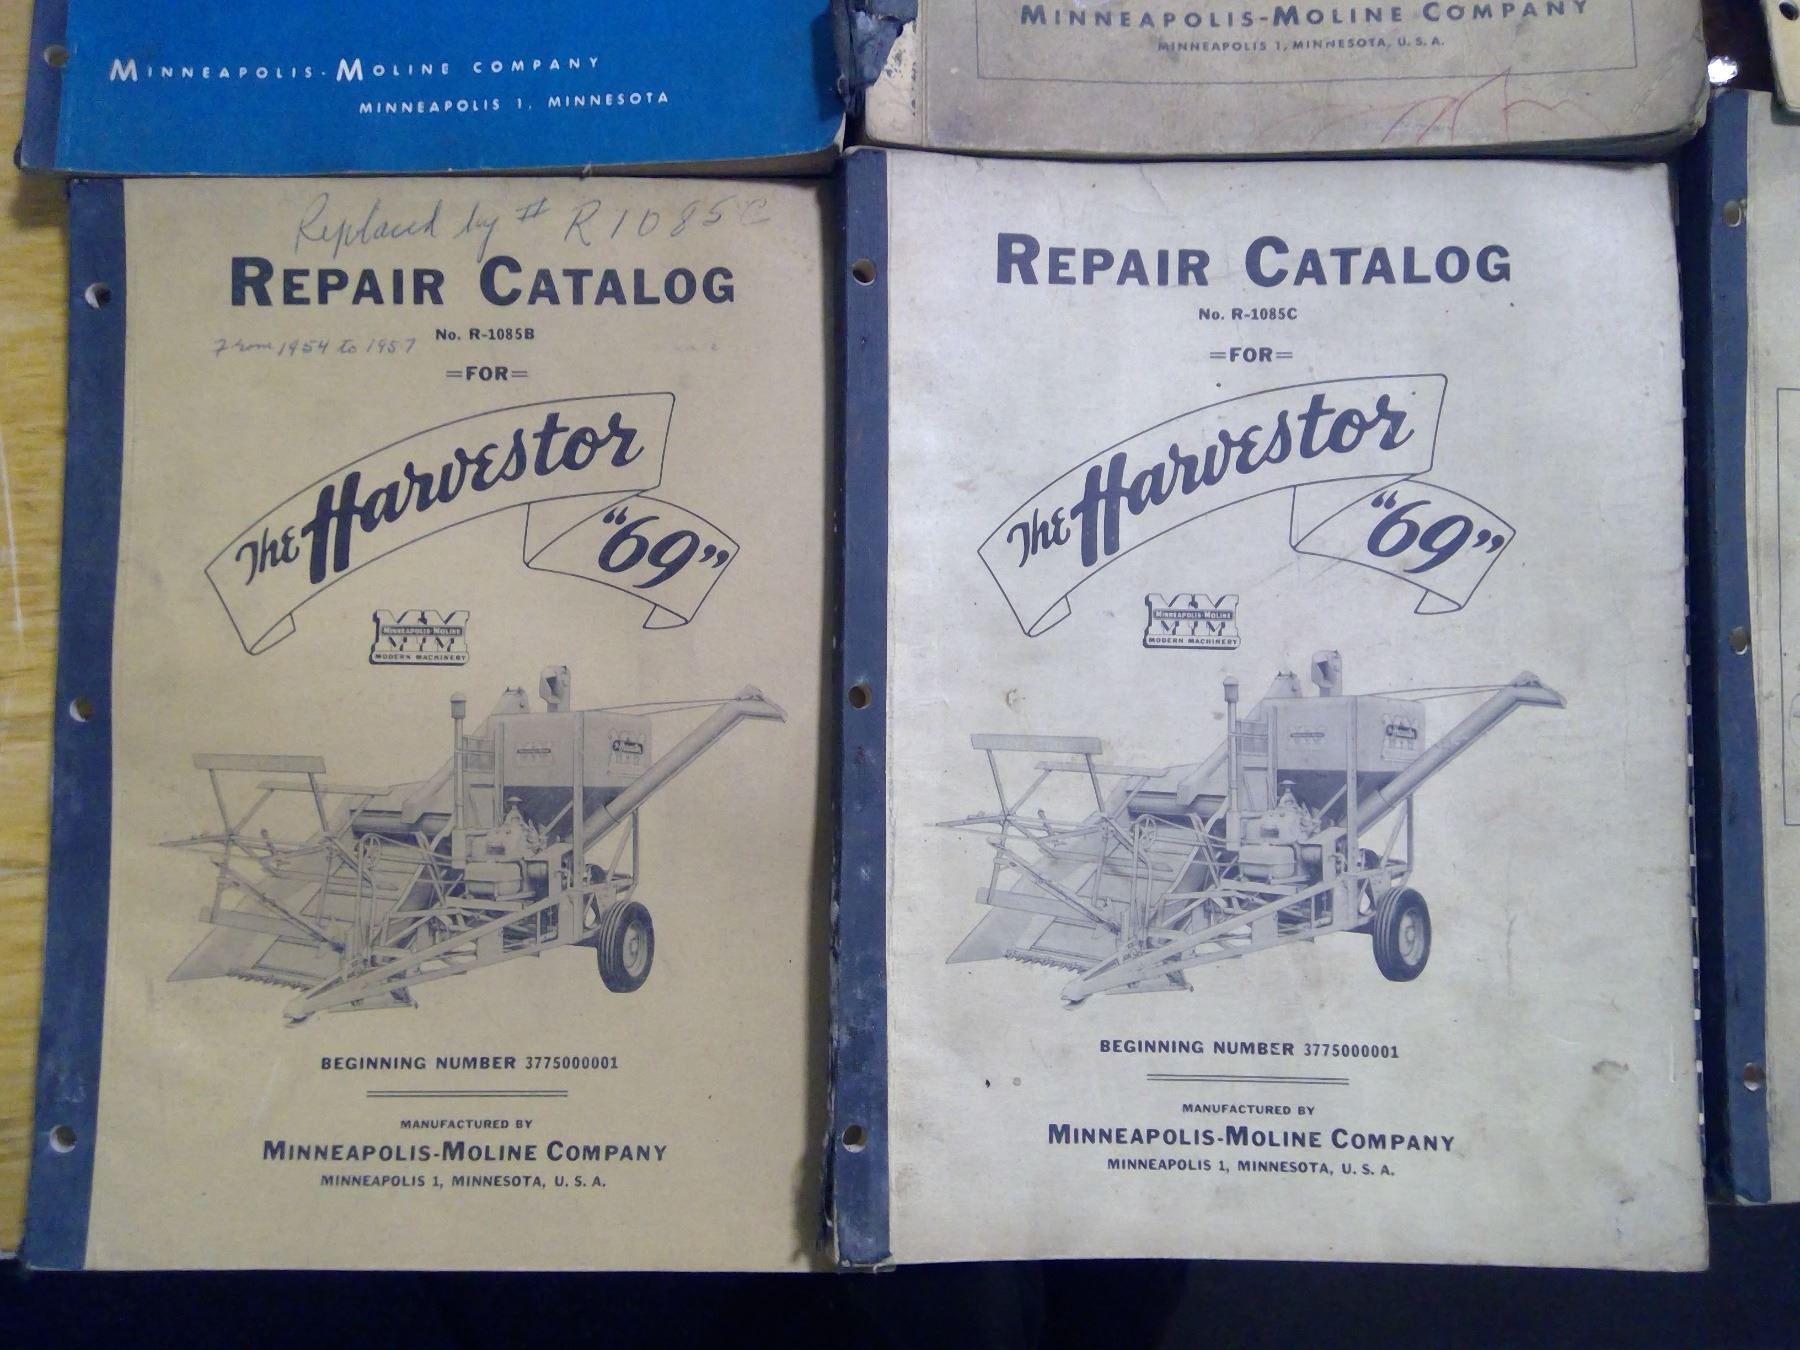 MINNEAPOLIS-MOLINE COMPANY
MINNEAPOLIS 1, MINNESOTA
MINNEAPOLIS-MOLINE COMPANY
MINNEAPOLIS 1, MINNESOTA, U. S. A.
Replaced by # R1085C
REPAIR CATALOG
No. R-1085B
From 1954 to 1957
=FOR=
The Harvestor
"69"
MM
MINNEAPOLIS-MOLINE
MODERN MACHINERY
BEGINNING NUMBER 3775000001
MANUFACTURED BY
MINNEAPOLIS-MOLINE COMPANY
MINNEAPOLIS 1, MINNESOTA, U. S. A.
REPAIR CATALOG
No. R-1085C
=FOR=
The Harvestor
"69"
MM
MINNEAPOLIS-MOLINE
MODERN MACHINERY
BEGINNING NUMBER 3775000001
MANUFACTURED BY
MINNEAPOLIS-MOLINE COMPANY
MINNEAPOLIS 1, MINNESOTA, U. S. A.